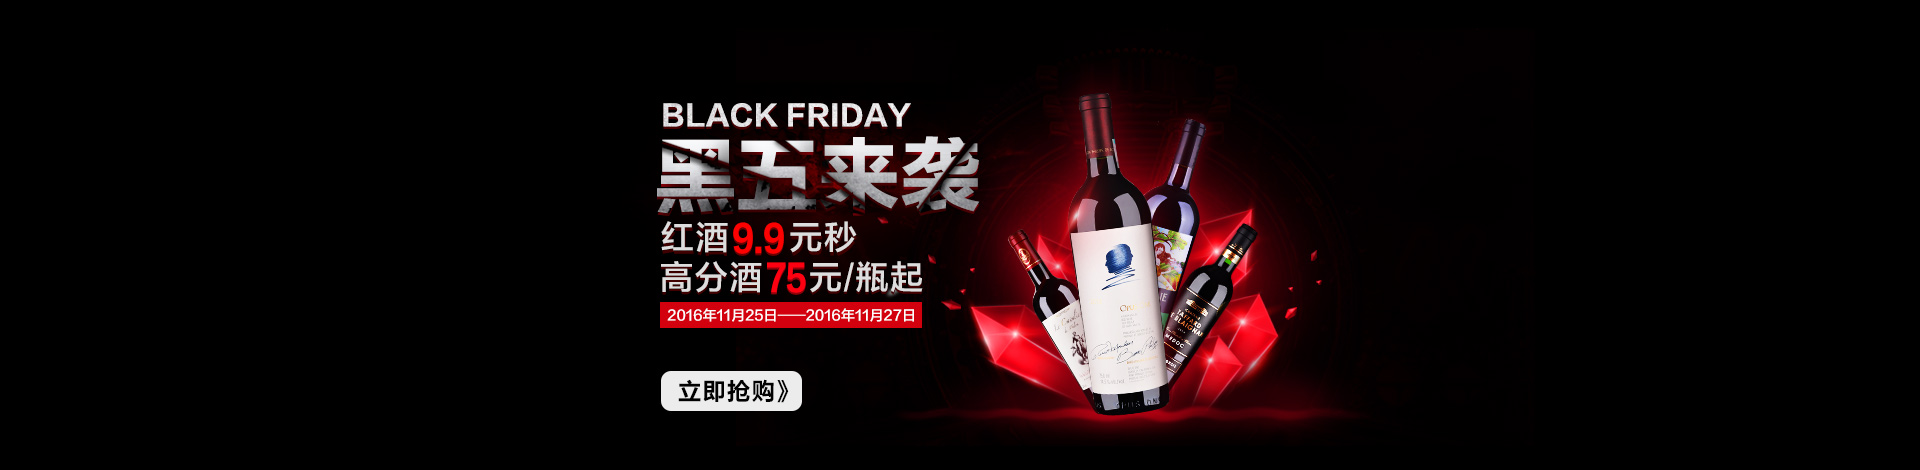 BLACK FRIDAY
黑五来袭
红酒9.9元秒
高分酒75元/瓶起
2016年11月25日——2016年11月27日
立即抢购》
MEDOC